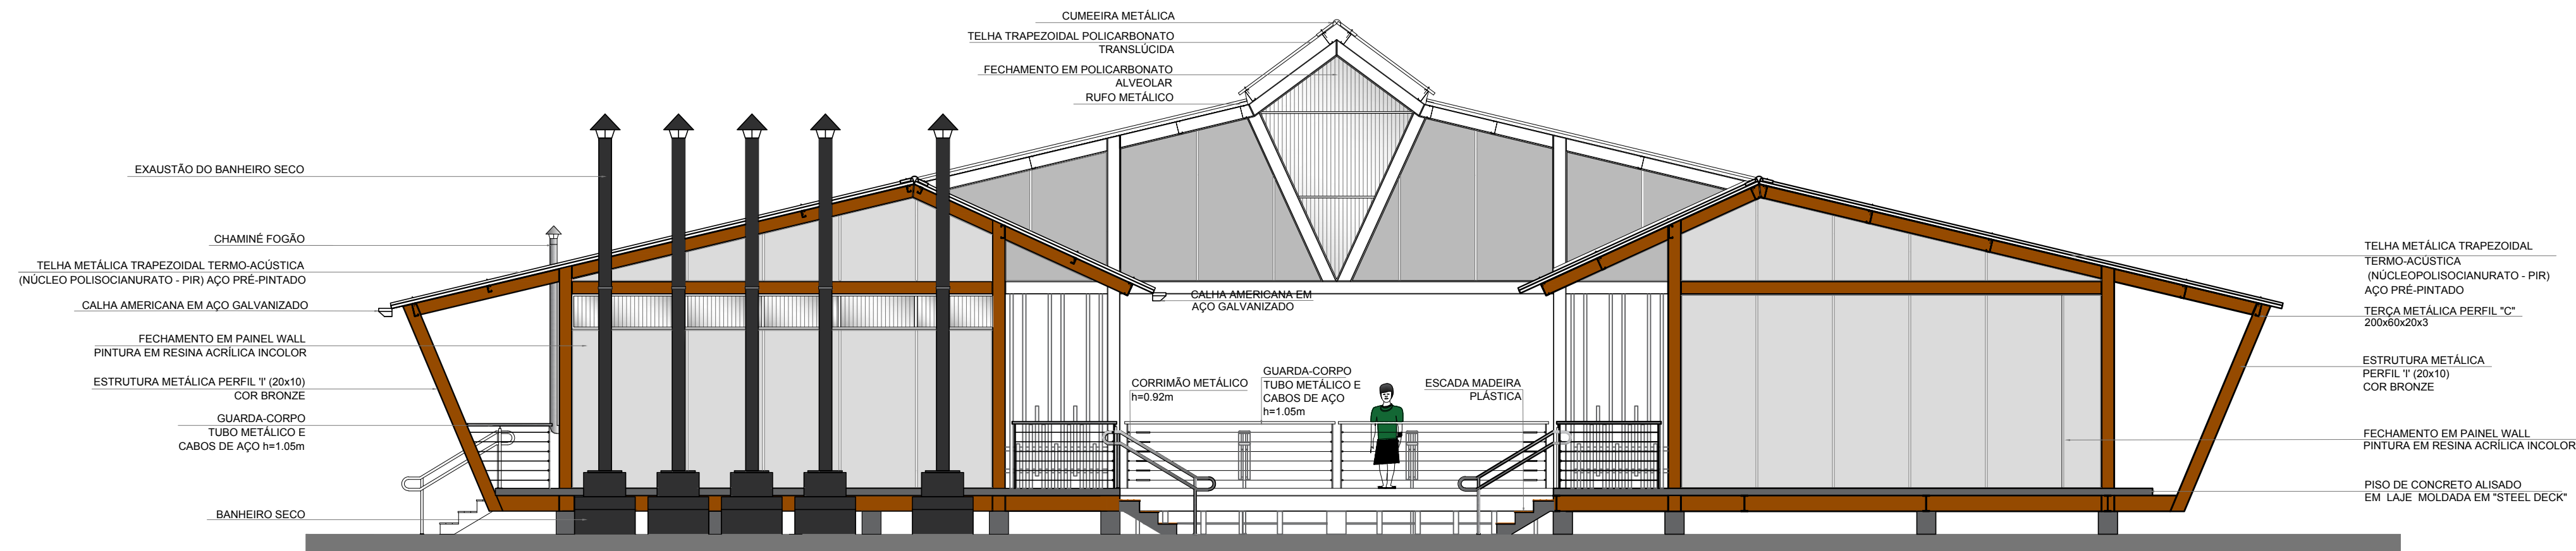 CUMEEIRA METÁLICA
TELHA TRAPEZOIDAL POLICARBONATO
TRANSLÚCIDA
FECHAMENTO EM POLICARBONATO
ALVEOLAR
RUFO METÁLICO
EXAUSTÃO DO BANHEIRO SECO
CHAMINÉ FOGÃO
TELHA METÁLICA TRAPEZOIDAL TERMO-ACÚSTICA
(NÚCLEO POLISOCIANURATO - PIR) AÇO PRÉ-PINTADO
CALHA AMERICANA EM AÇO GALVANIZADO
FECHAMENTO EM PAINEL WALL
PINTURA EM RESINA ACRÍLICA INCOLOR
ESTRUTURA METÁLICA PERFIL 'I' (20x10)
COR BRONZE
GUARDA-CORPO
TUBO METÁLICO E
CABOS DE AÇO h=1.05m
BANHEIRO SECO
CALHA AMERICANA EM
AÇO GALVANIZADO
CORRIMÃO METÁLICO
h=0.92m
GUARDA-CORPO
TUBO METÁLICO E
CABOS DE AÇO
h=1.05m
ESCADA MADEIRA
PLÁSTICA
TELHA METÁLICA TRAPEZOIDAL
TERMO-ACÚSTICA
(NÚCLEOPOLISOCIANURATO - PIR)
AÇO PRÉ-PINTADO
TERÇA METÁLICA PERFIL "C"
200x60x20x3
ESTRUTURA METÁLICA
PERFIL 'I' (20x10)
COR BRONZE
FECHAMENTO EM PAINEL WALL
PINTURA EM RESINA ACRÍLICA INCOLOR
PISO DE CONCRETO ALISADO
EM LAJE MOLDADA EM "STEEL DECK"